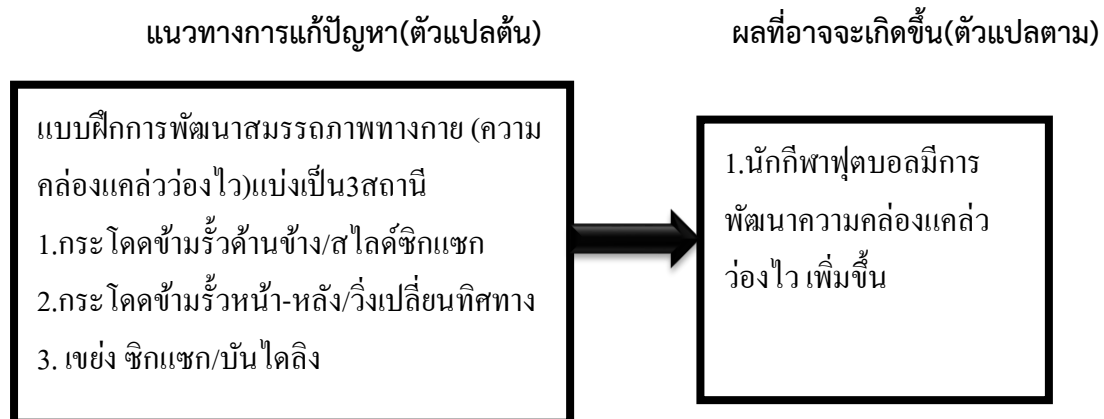 แนวทางการแก้ปัญหา(ตัวแปลต้น)
ผลที่อาจจะเกิดขึ้น(ตัวแปลตาม)
แบบฝึกการพัฒนาสมรรถภาพทางกาย (ความ
คล่องแคล่วว่องไว)แบ่งเป็น3สถานี
1.กระโดดข้ามรั้วด้านข้าง/สไลด์ซิกแซก
2.กระโดดข้ามรั้วหน้า-หลัง/วิ่งเปลี่ยนทิศทาง
3. เขย่ง ซิกแซก/บันไดลิง
1.นักกีฬาฟุตบอลมีการ
พัฒนาความคล่องแคล่ว
ว่องไว เพิ่มขึ้น